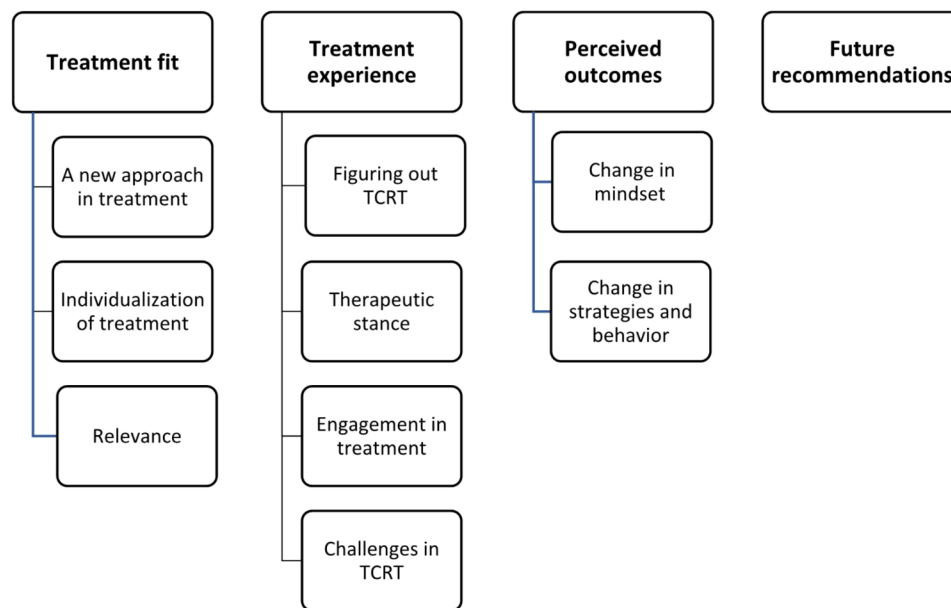 Treatment fit
A new approach
in treatment
Individualization
of treatment
Relevance
Treatment
experience
Figuring out
TCRT
Therapeutic
stance
Engagement in
treatment
Challenges in
TCRT
Perceived
outcomes
Change in
mindset
Change in
strategies and
behavior
Future
recommendations